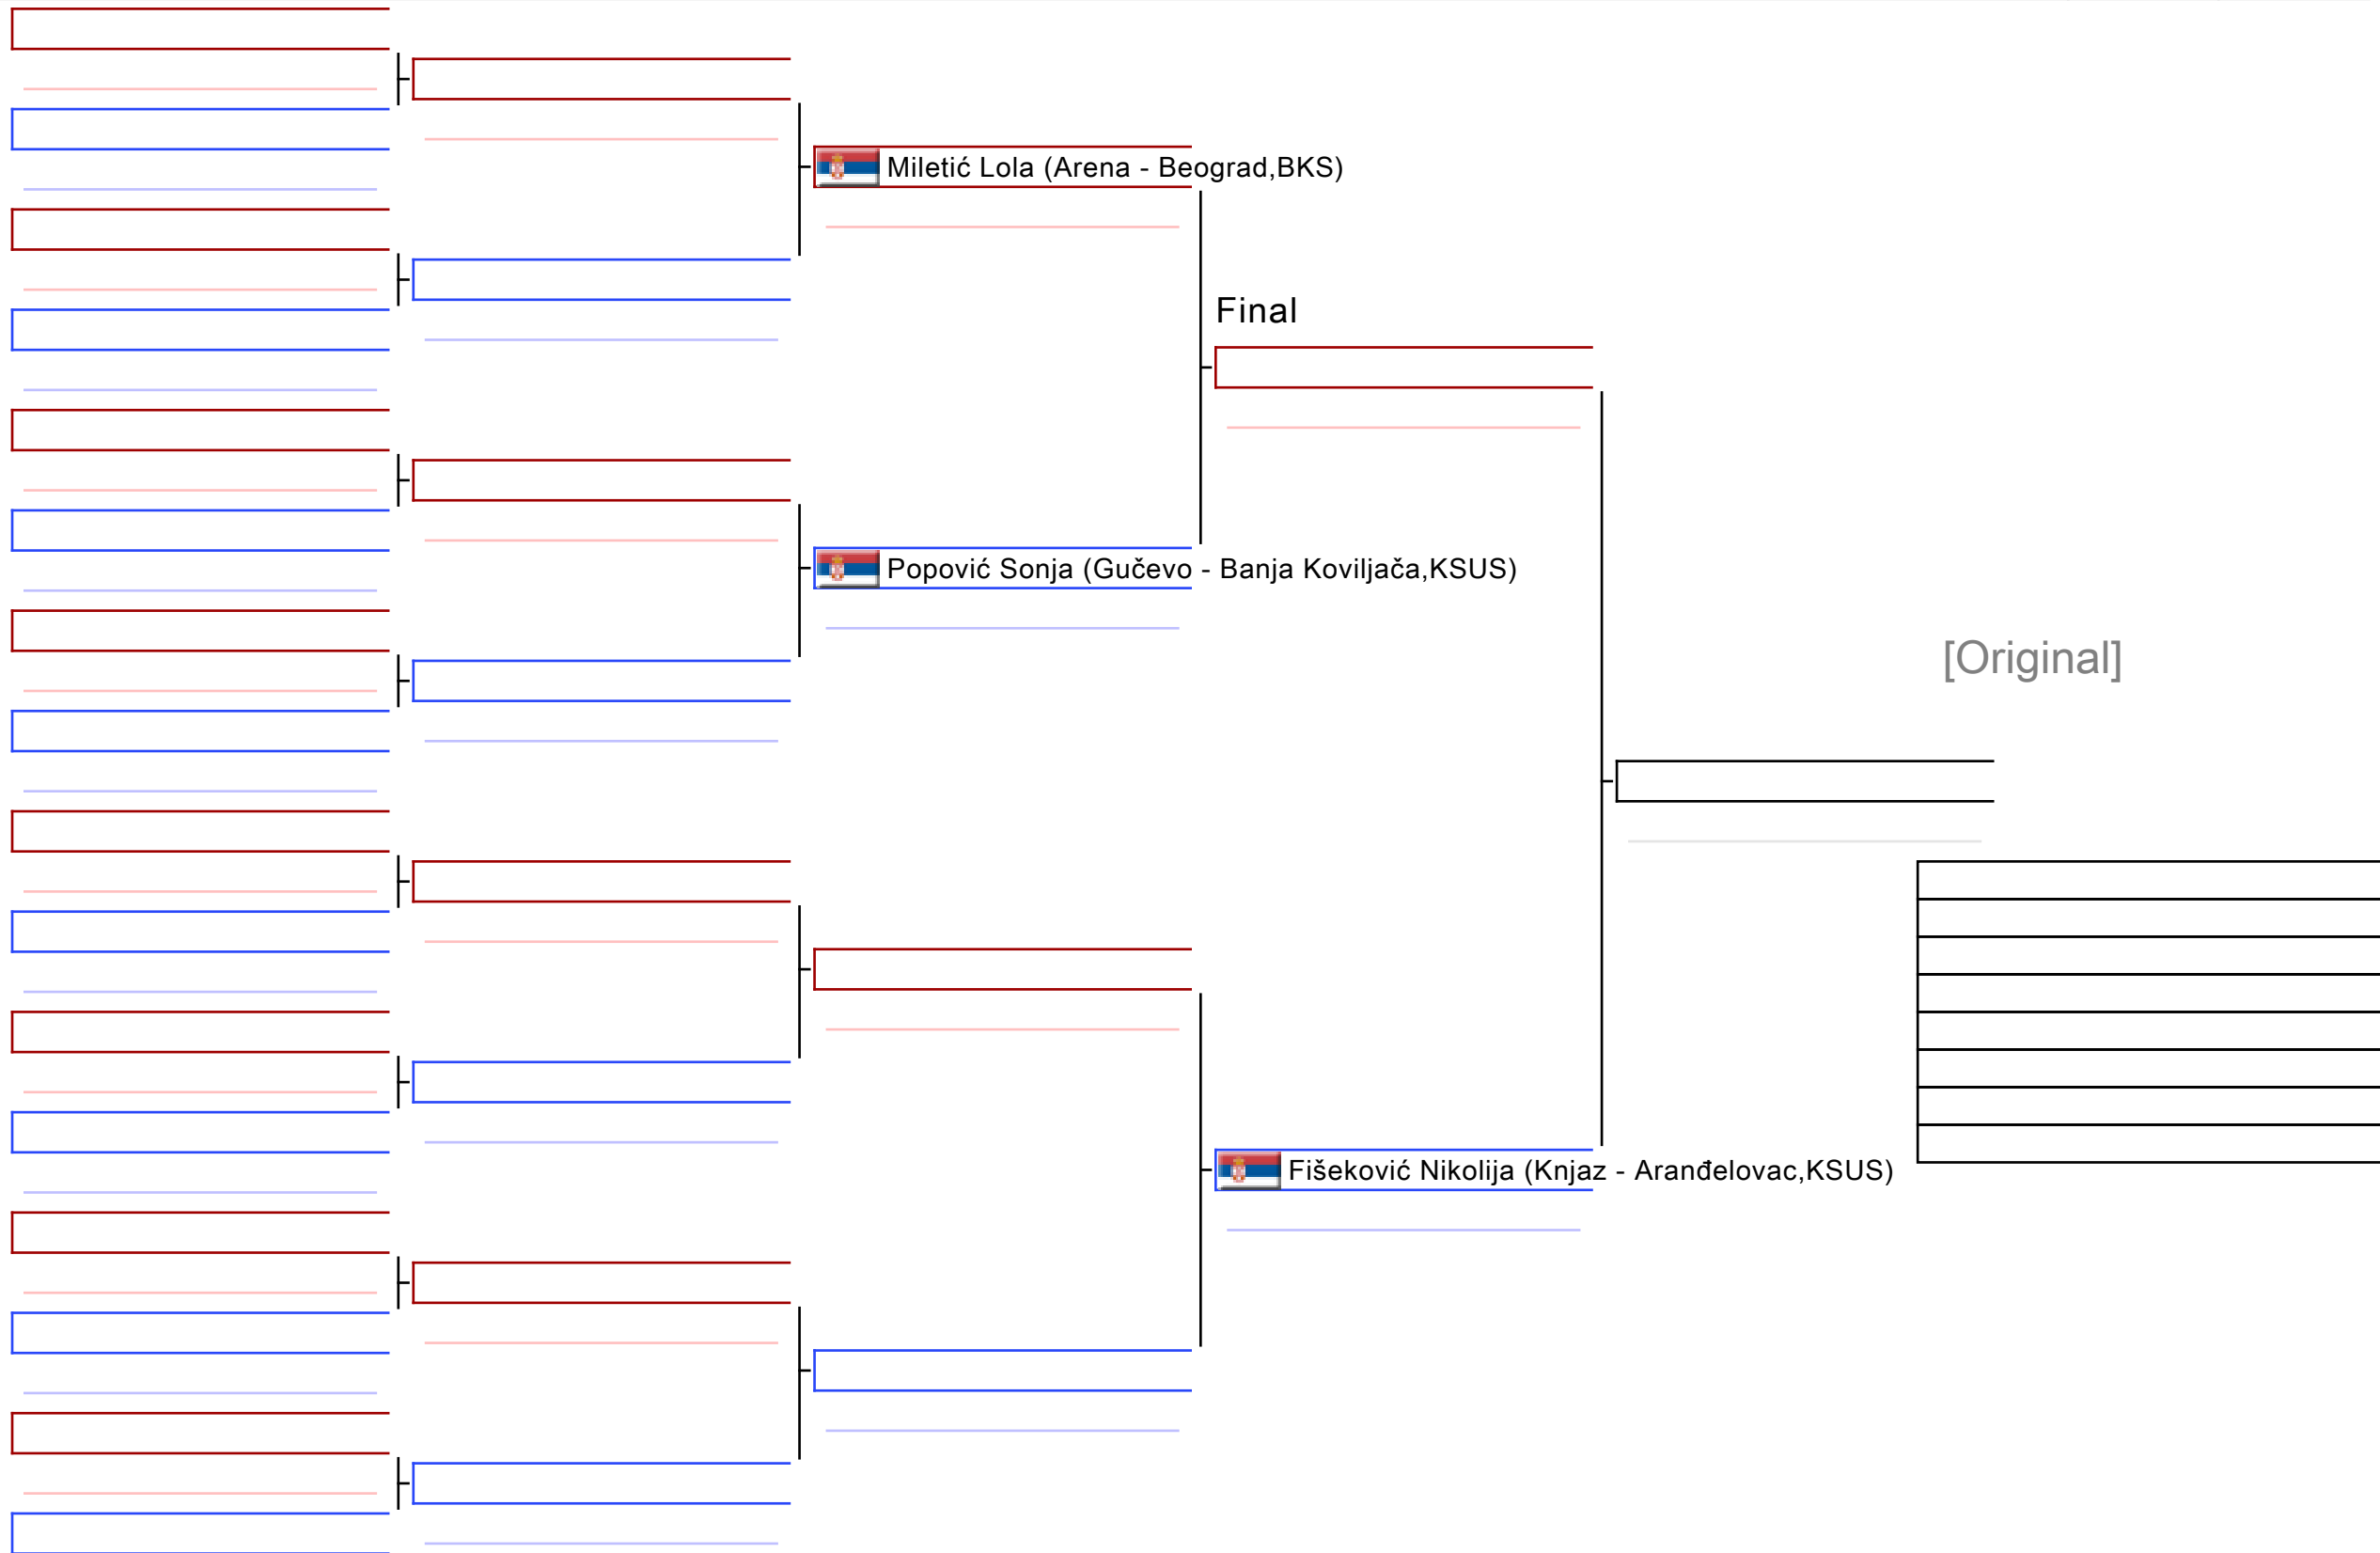 Miletić Lola (Arena - Beograd,BKS)
Final
Popović Sonja (Gučevo - Banja Koviljača,KSUS)
[Original]
Fišeković Nikolija (Knjaz - Aranđelovac,KSUS)